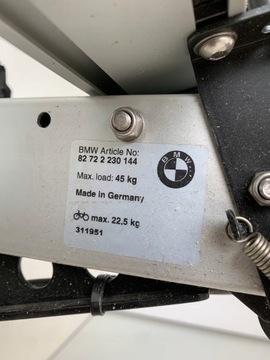 BMW Article No:
82 72 2 230 144
Max. load: 45 kg
Made in Germany
max. 22,5 kg
311951
BMW